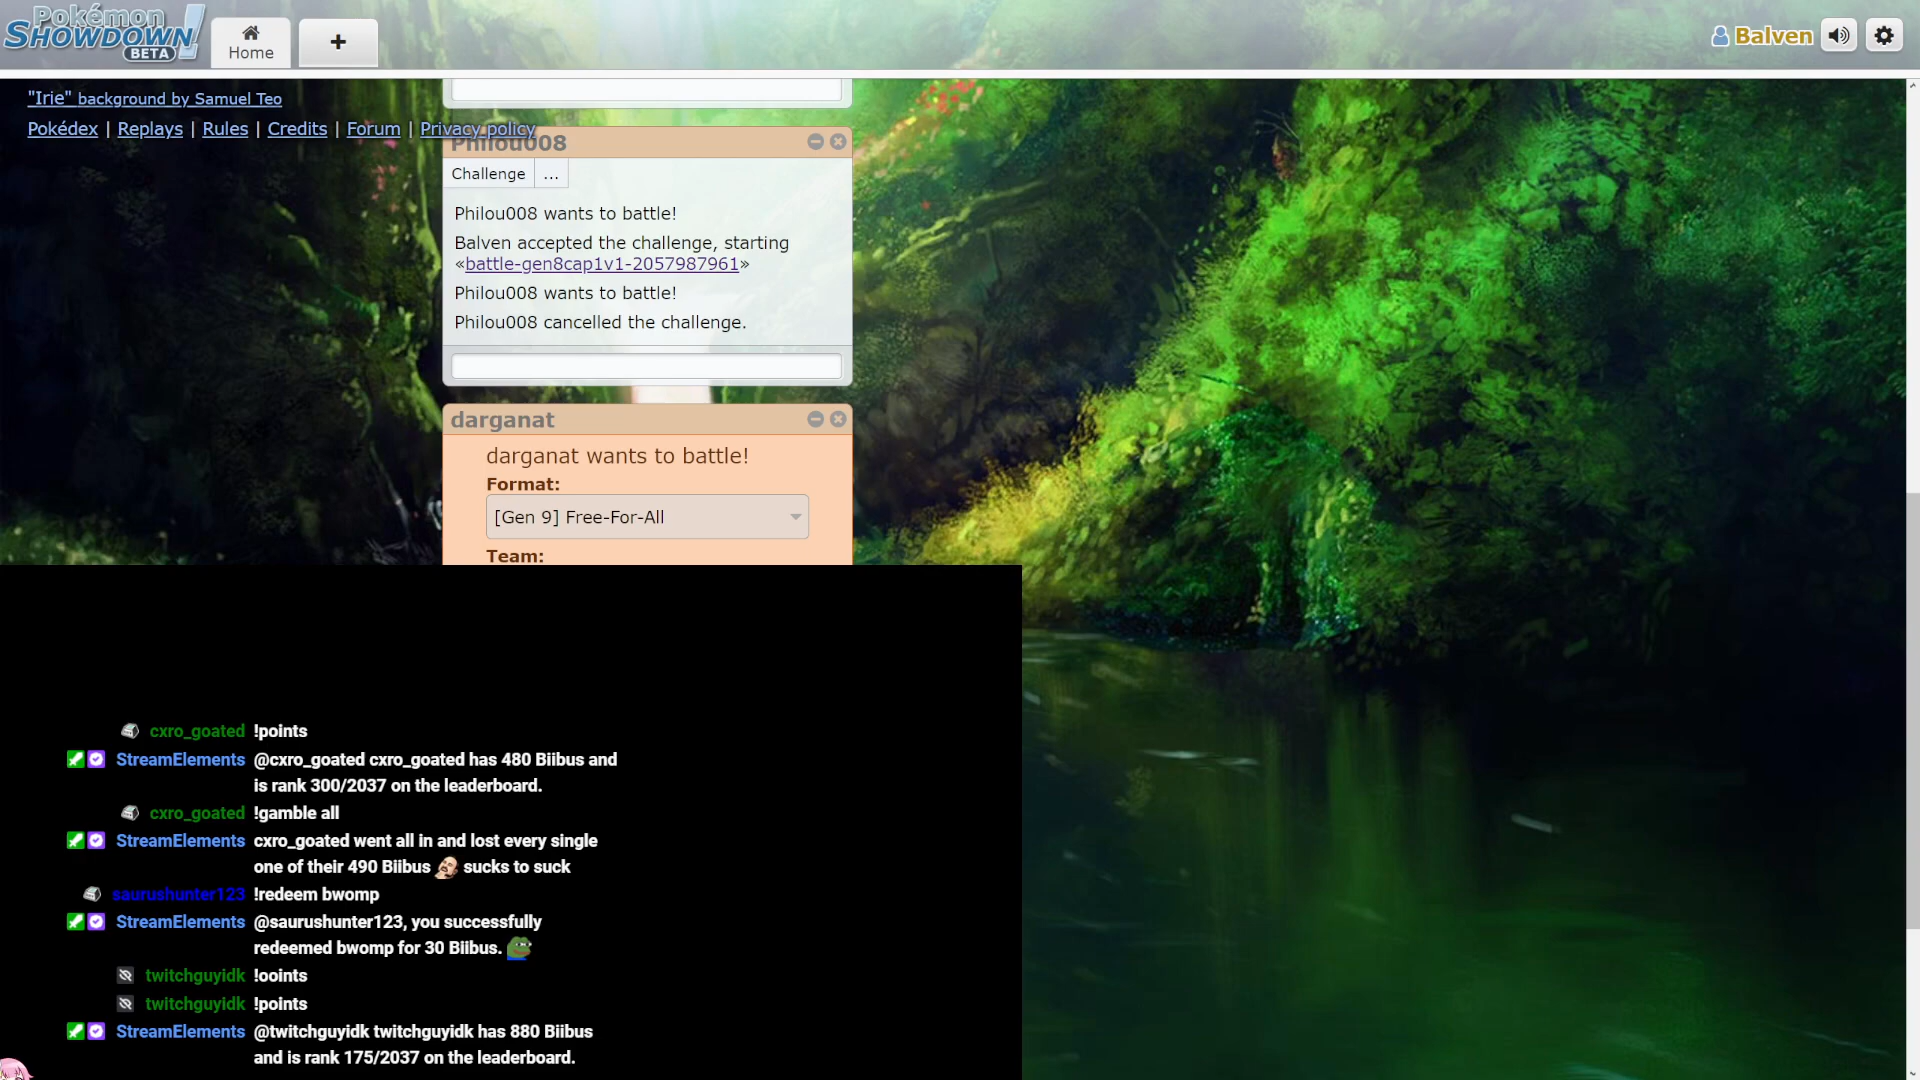 Pokémon
SHOWDOWN!
BETA
Home
+
Balven
"Irie" background by Samuel Teo
Pokédex | Replays | Rules | Credits | Forum | Privacy policy
Philou008
Challenge
...
Philou008 wants to battle!
Balven accepted the challenge, starting
«battle-gen8cap1v1-2057987961»
Philou008 wants to battle!
Philou008 cancelled the challenge.
darganat
darganat wants to battle!
Format:
[Gen 9] Free-For-All
Team:
cxro_goated !points
StreamElements @cxro_goated cxro_goated has 480 Biibus and
is rank 300/2037 on the leaderboard.
cxro_goated !gamble all
StreamElements cxro_goated went all in and lost every single
one of their 490 Biibus sucks to suck
saurushunter123 !redeem bwomp
StreamElements @saurushunter123, you successfully
redeemed bwomp for 30 Biibus.
twitchguyidk !ooints
twitchguyidk !points
StreamElements @twitchguyidk twitchguyidk has 880 Biibus
and is rank 175/2037 on the leaderboard.